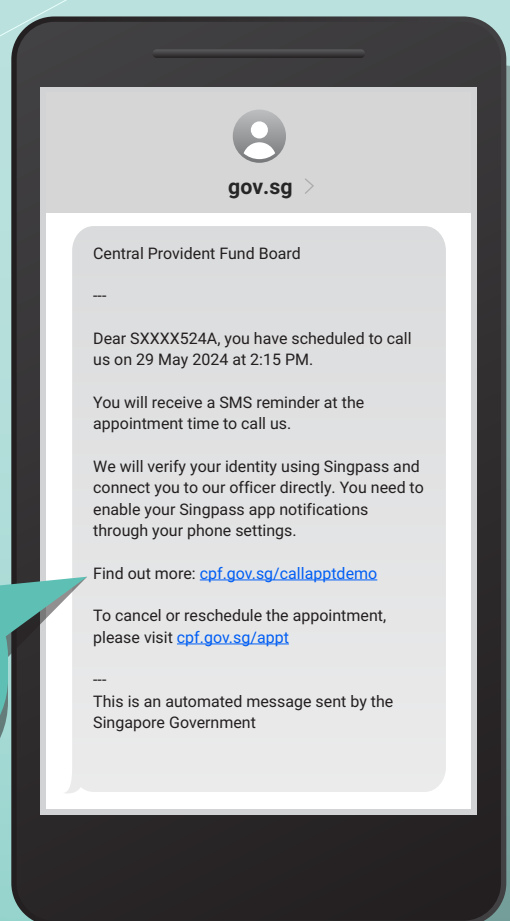 gov.sg
Central Provident Fund Board
---
Dear SXXXX524A, you have scheduled to call
us on 29 May 2024 at 2:15 PM.
You will receive a SMS reminder at the
appointment time to call us.
We will verify your identity using Singpass and
connect you to our officer directly. You need to
enable your Singpass app notifications
through your phone settings.
Find out more: cpf.gov.sg/callapptdemo
To cancel or reschedule the appointment,
please visit cpf.gov.sg/appt
---
This is an automated message sent by the
Singapore Government